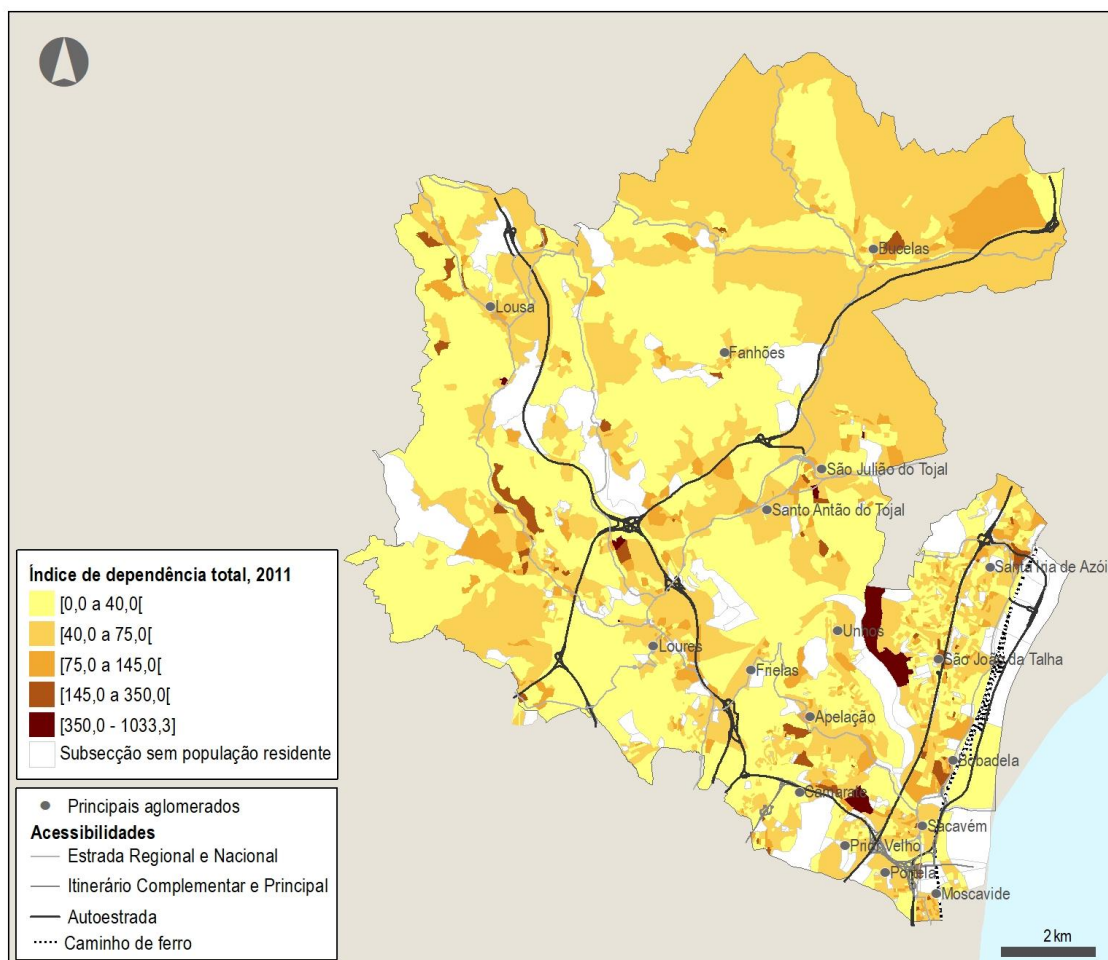 Bucelas
Lousa
Fanhões
São Julião do Tojal
Santo Antão do Tojal
Santa Iria de Azói
Unhos
Loures
São João da Talha
Frielas
Apelação
Bobadela
Camarate
Sacavém
Prior Velho
Portela
Moscavide
Índice de dependência total, 2011
[0,0 a 40,0[
[40,0 a 75,0[
[75,0 a 145,0[
[145,0 a 350,0[
[350,0 - 1033,3]
Subsecção sem população residente
Principais aglomerados
Acessibilidades
Estrada Regional e Nacional
Itinerário Complementar e Principal
Autoestrada
Caminho de ferro
2 km